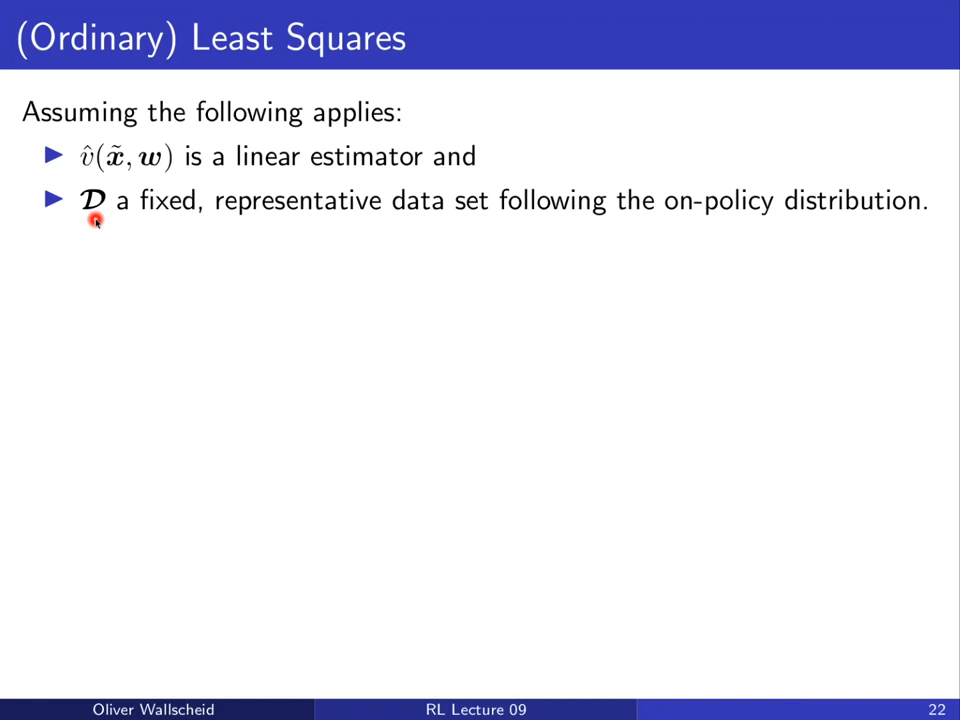 (Ordinary) Least Squares
Assuming the following applies:
▶ v̂(x̃, w) is a linear estimator and
▶ 𝓓 a fixed, representative data set following the on-policy distribution.
Oliver Wallscheid RL Lecture 09 22